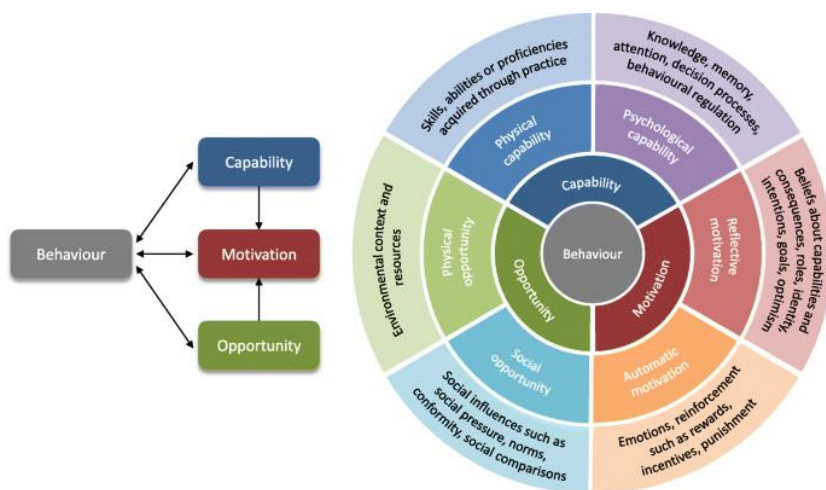 Capability
Behaviour
Motivation
Opportunity
Skills, abilities or proficiencies
acquired through practice
Knowledge, memory,
attention, decision processes,
behavioural regulation
Physical
capability
Psychological
capability
Capability
Environmental context and
resources
Physical
opportunity
Opportunity
Behaviour
Motivation
Reflective
motivation
Beliefs about capabilities and
consequences, roles, identity,
intentions, goals, optimism
Social
opportunity
Automatic
motivation
Social influences such as
social pressure, norms,
conformity, social comparisons
Emotions, reinforcement
such as rewards,
incentives, punishment